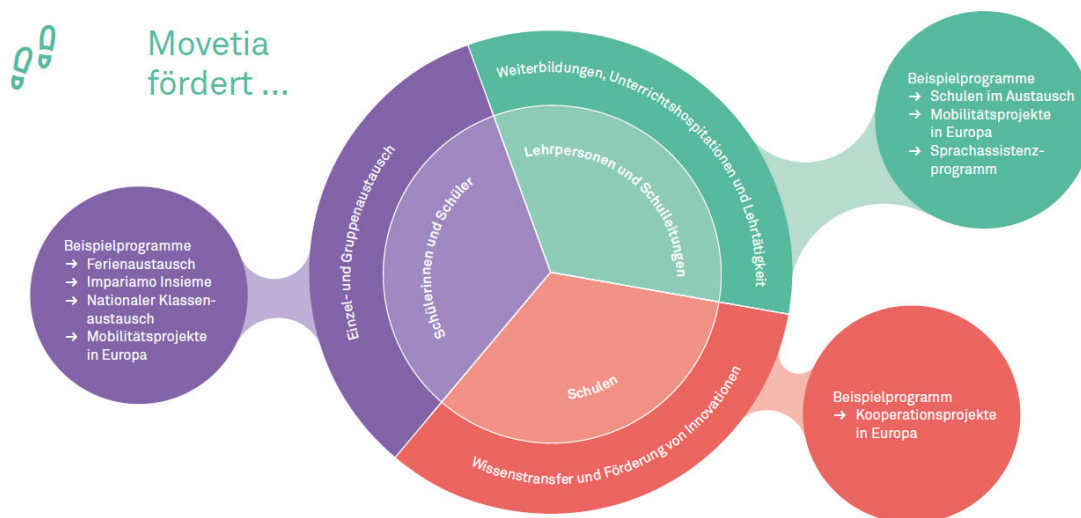 Movetia
fördert ...
Einzel- und Gruppenaustausch
Schülerinnen und Schüler
Beispielprogramme
→ Ferienaustausch
→ Impariamo Insieme
→ Nationaler Klassen-
austausch
→ Mobilitätsprojekte
in Europa
Weiterbildungen, Unterrichtshospitationen und Lehrtätigkeit
Lehrpersonen und Schulleitungen
Beispielprogramme
→ Schulen im Austausch
→ Mobilitätsprojekte
in Europa
→ Sprachassistenz-
programm
Schulen
Wissenstransfer und Förderung von Innovationen
Beispielprogramm
→ Kooperationsprojekte
in Europa